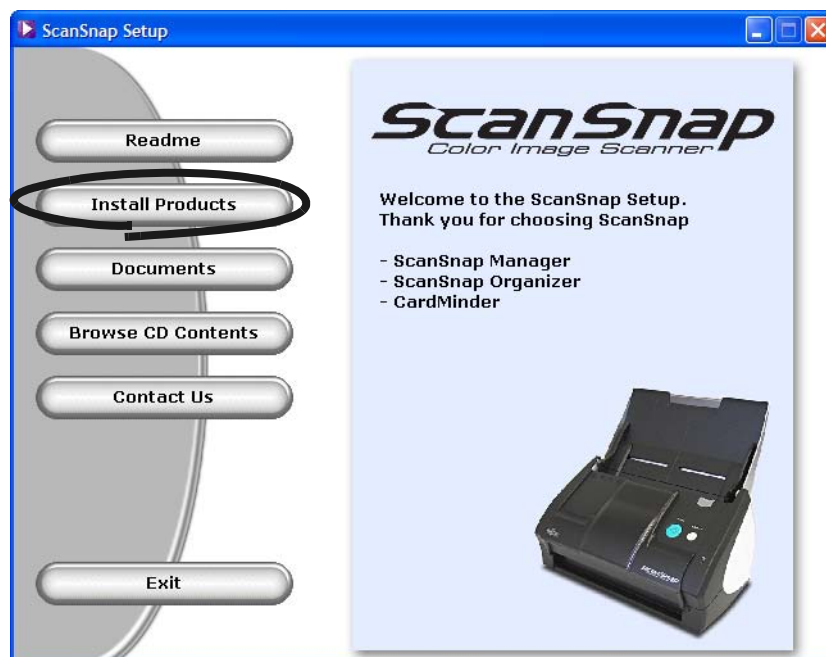 ScanSnap Setup
Readme
Install Products
Documents
Browse CD Contents
Contact Us
Exit
ScanSnap
Color Image Scanner
Welcome to the ScanSnap Setup.
Thank you for choosing ScanSnap
- ScanSnap Manager
- ScanSnap Organizer
- CardMinder
ScanSnap